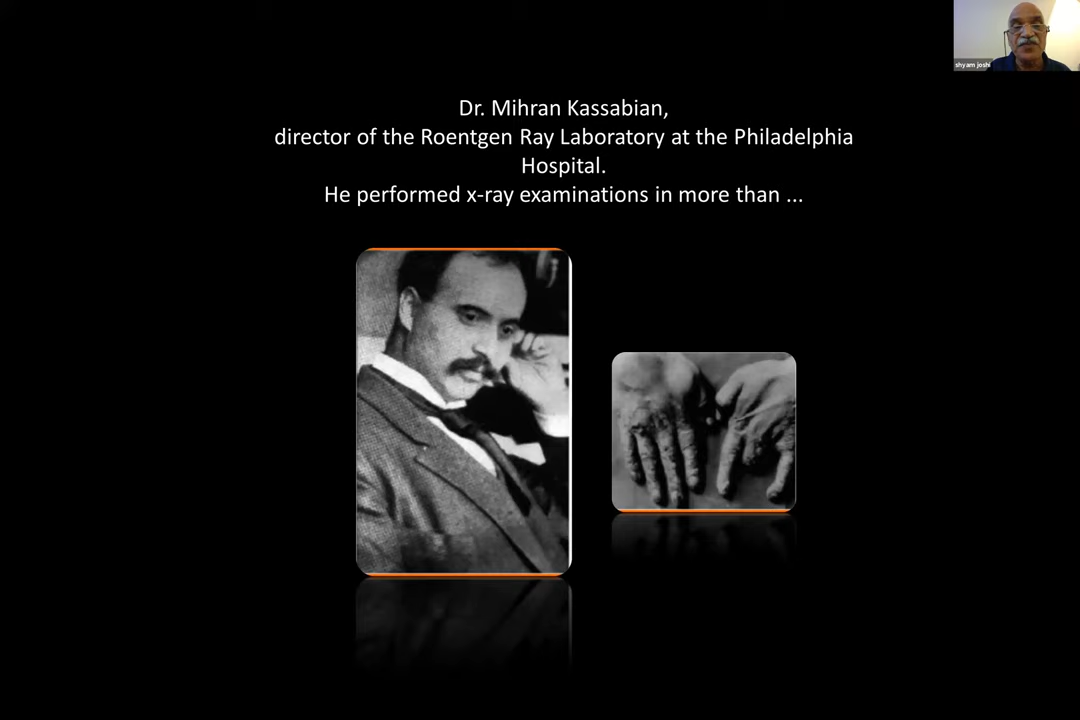 Dr. Mihran Kassabian,
director of the Roentgen Ray Laboratory at the Philadelphia
Hospital.
He performed x-ray examinations in more than ...
shyam joshi